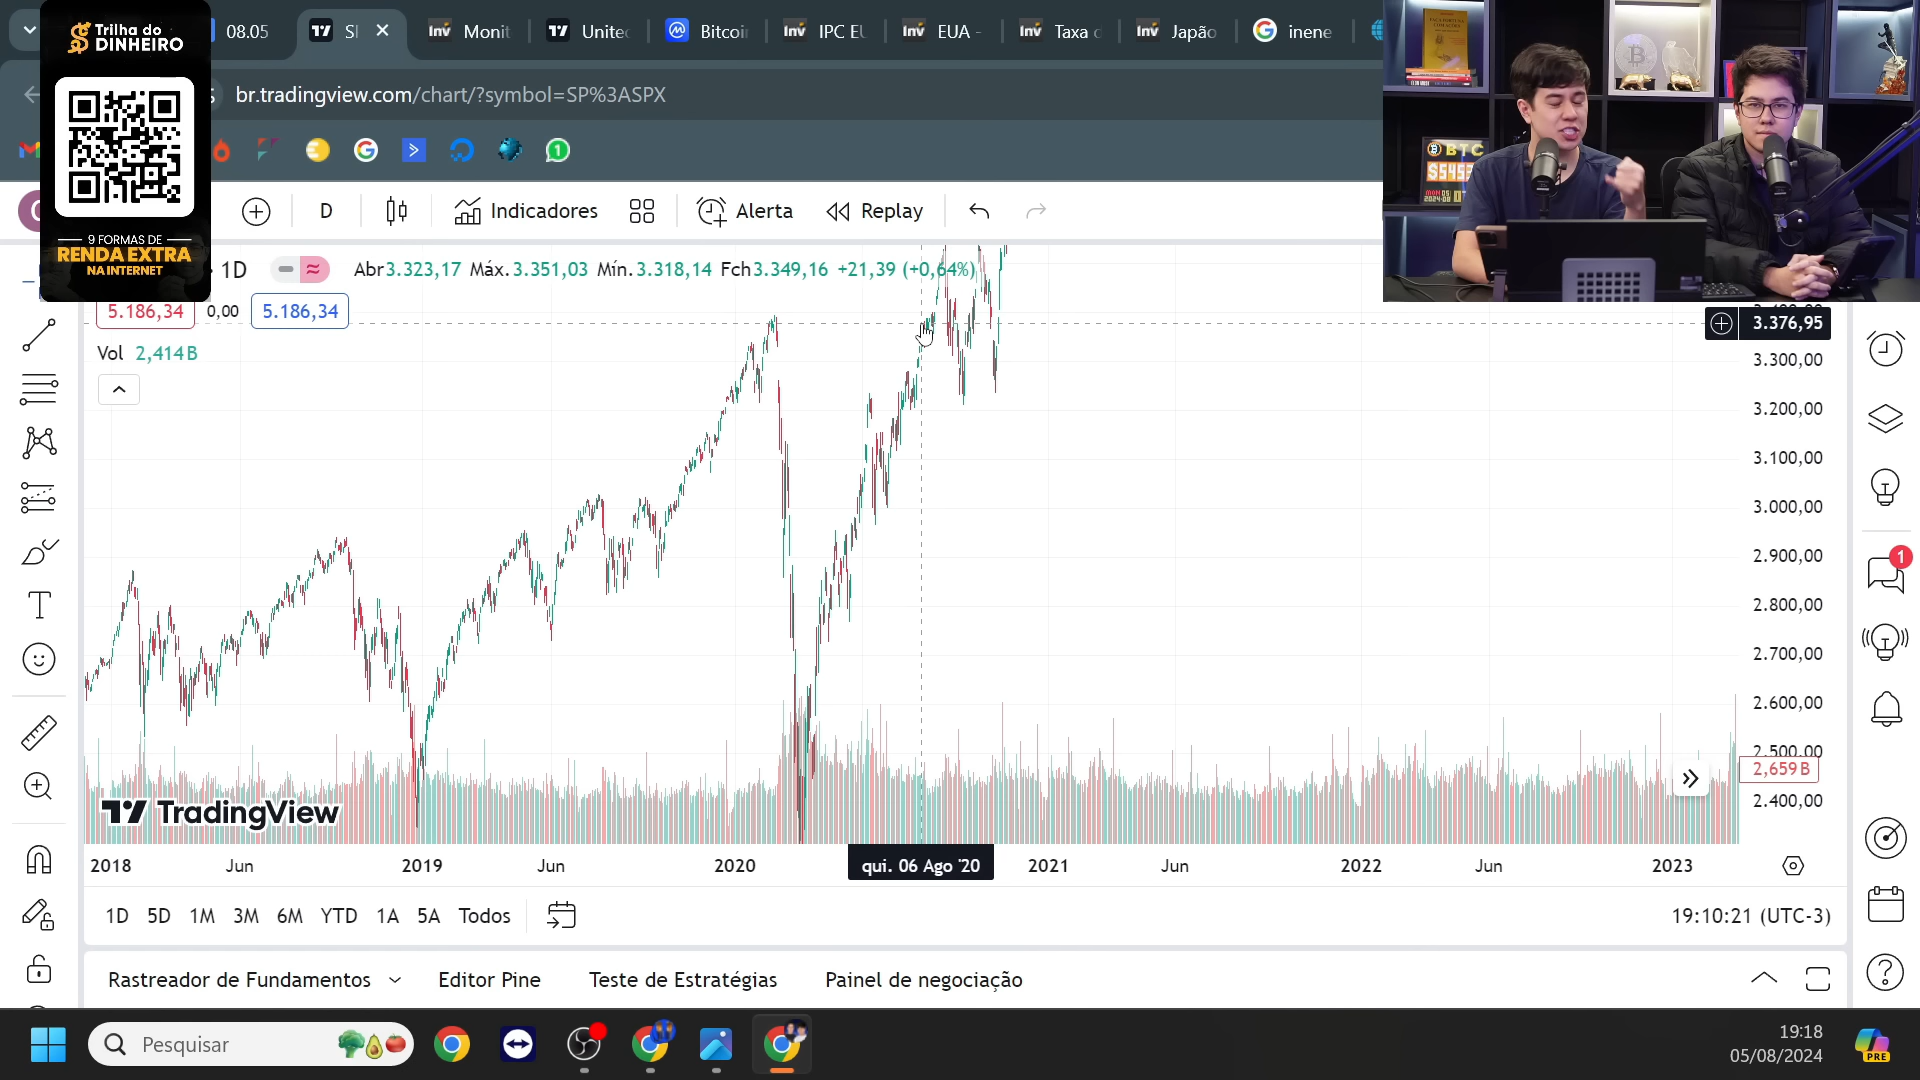 Trilha do
DINHEIRO
9 FORMAS DE
RENDA EXTRA
NA INTERNET
08.05
Monit
Unite
Bitcoi
IPC EU
EUA -
Taxa
Japão
inene
br.tradingview.com/chart/?symbol=SP%3ASPX
D
Indicadores
Alerta
Replay
1D
Abr3.323,17 Máx.3.351,03 Mín.3.318,14 Fch3.349,16 +21,39 (+0,64%)
5.186,34
0,00
5.186,34
Vol 2,414B
BTC
3.376,95
3.300,00
3.200,00
3.100,00
3.000,00
2.900,00
2.800,00
2.700,00
2.600,00
2.500,00
2,659B
2.400,00
1
TradingView
2018
Jun
2019
Jun
2020
qui. 06 Ago '20
2021
Jun
2022
Jun
2023
1D
5D
1M
3M
6M
YTD
1A
5A
Todos
19:10:21 (UTC-3)
Rastreador de Fundamentos
Editor Pine
Teste de Estratégias
Painel de negociação
Pesquisar
19:18
05/08/2024
PRE